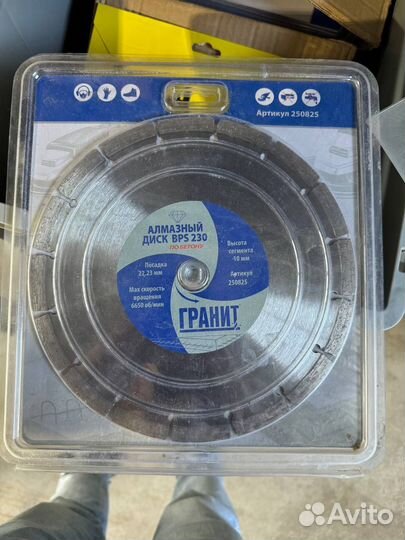 Артикул 250825
АЛМАЗНЫЙ
ДИСК BPS 230
ПО БЕТОНУ
Посадка
22,23 мм
Мах скорость
вращения
6650 об/мин
Высота
сегмента
-10 мм
Артикул
250825
ГРАНИТ
Avito